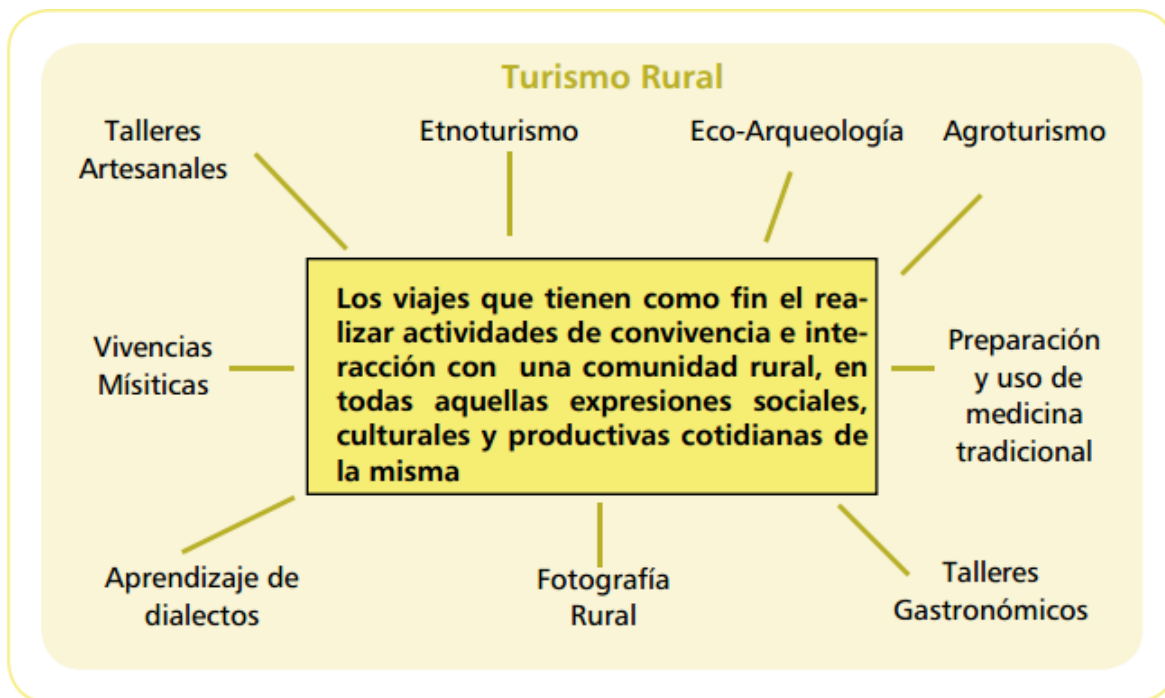 Turismo Rural
Talleres
Artesanales
Etnoturismo
Eco-Arqueología
Agroturismo
Los viajes que tienen como fin el rea-
lizar actividades de convivencia e inte-
racción con una comunidad rural, en
todas aquellas expresiones sociales,
culturales y productivas cotidianas de
la misma
Vivencias
Mísiticas
Preparación
y uso de
medicina
tradicional
Aprendizaje de
dialectos
Fotografía
Rural
Talleres
Gastronómicos